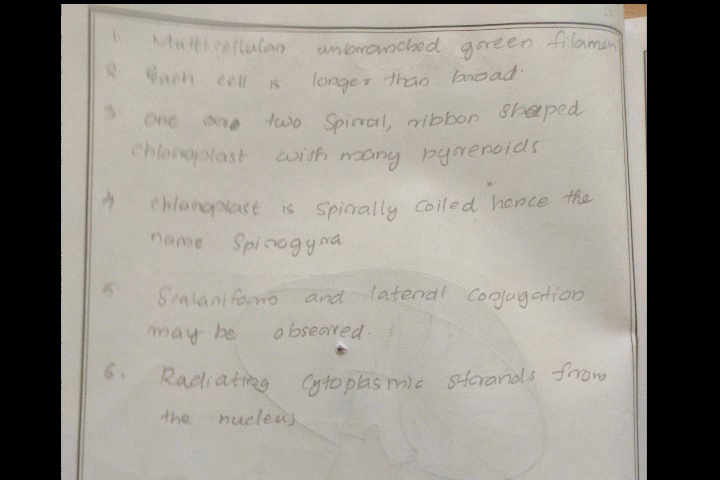 1 Multicellular unbranched green filamen
2 Each cell is longer than broad.
3 one and two Spiral, ribbon shaped
chloroplast with many pyrenoids
4 chloroplast is Spirally coiled hence the
name Spirogyra
5 Scalariform and lateral Conjugation
may be observed.
6. Radiating Cytoplasmic strands from
the nucleus